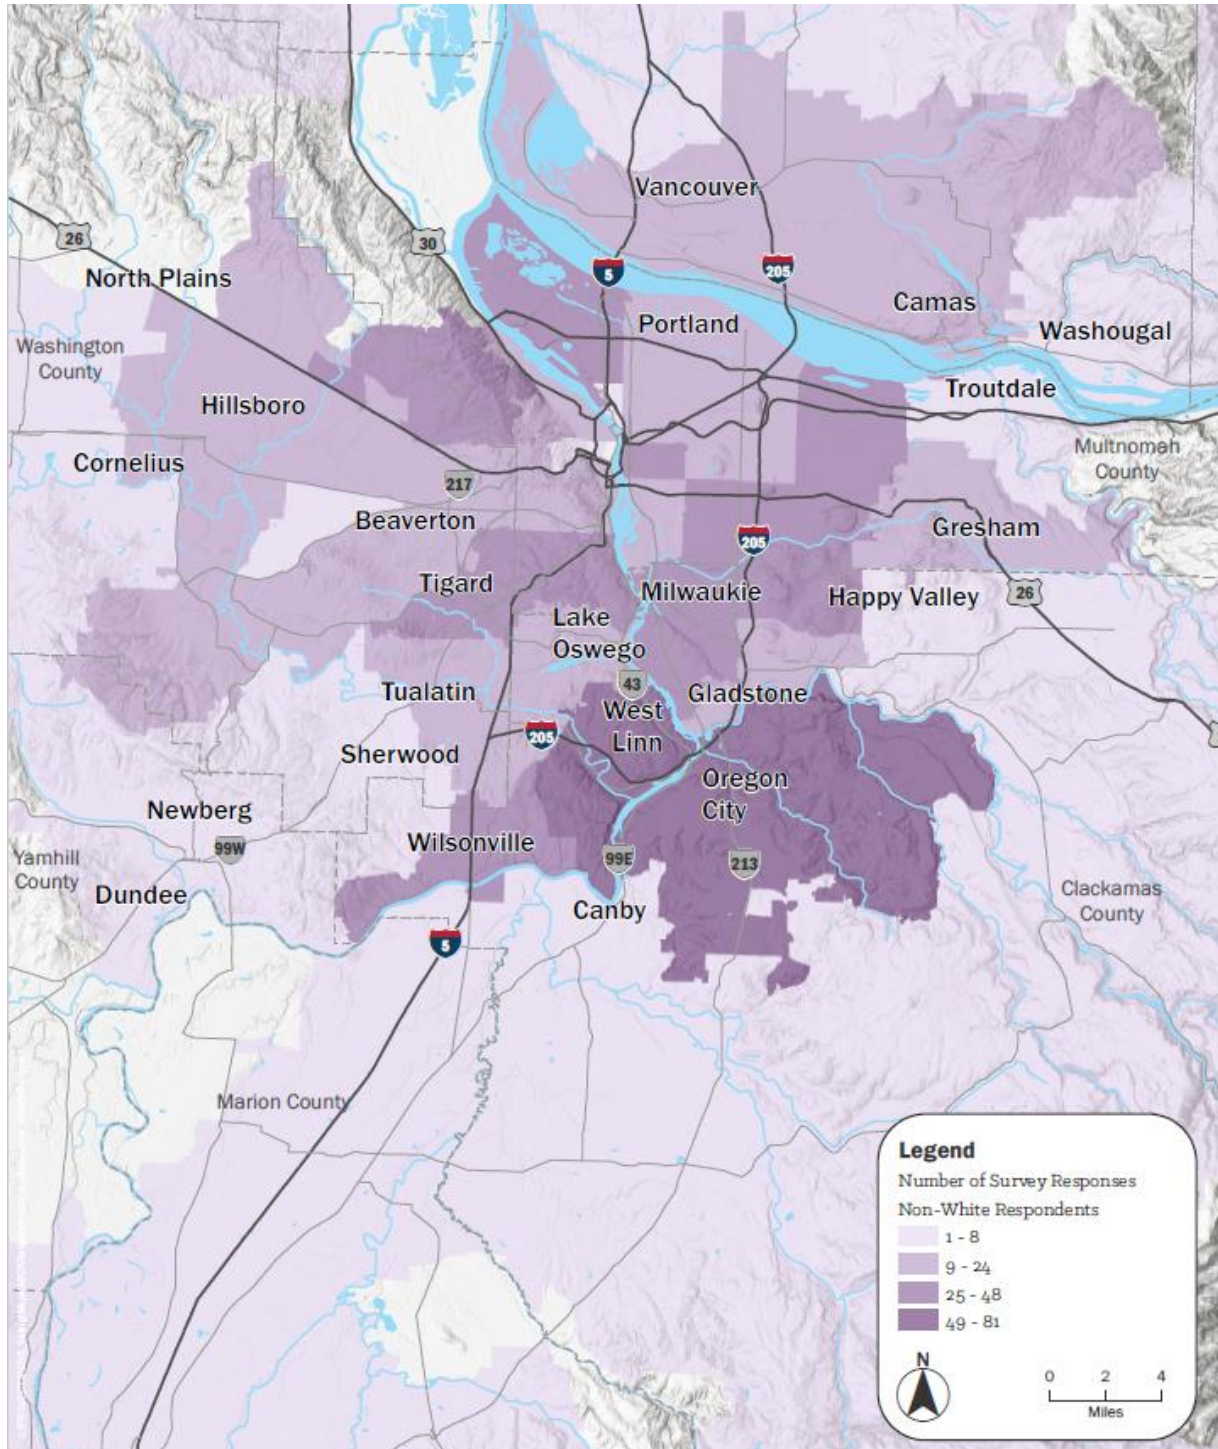 Vancouver
26
30
5
205
North Plains
Camas
Portland
Washougal
Washington
County
Troutdale
Hillsboro
Multnomah
County
Cornelius
217
Beaverton
205
Gresham
Tigard
Milwaukie
Happy Valley
26
Lake
Oswego
43
Tualatin
Gladstone
West
Linn
205
Sherwood
Oregon
City
Newberg
99W
Wilsonville
99E
213
Yamhill
County
Dundee
Canby
Clackamas
County
5
Marion County
Legend
Number of Survey Responses
Non-White Respondents
1 - 8
9 - 24
25 - 48
49 - 81
N
0 2 4
Miles